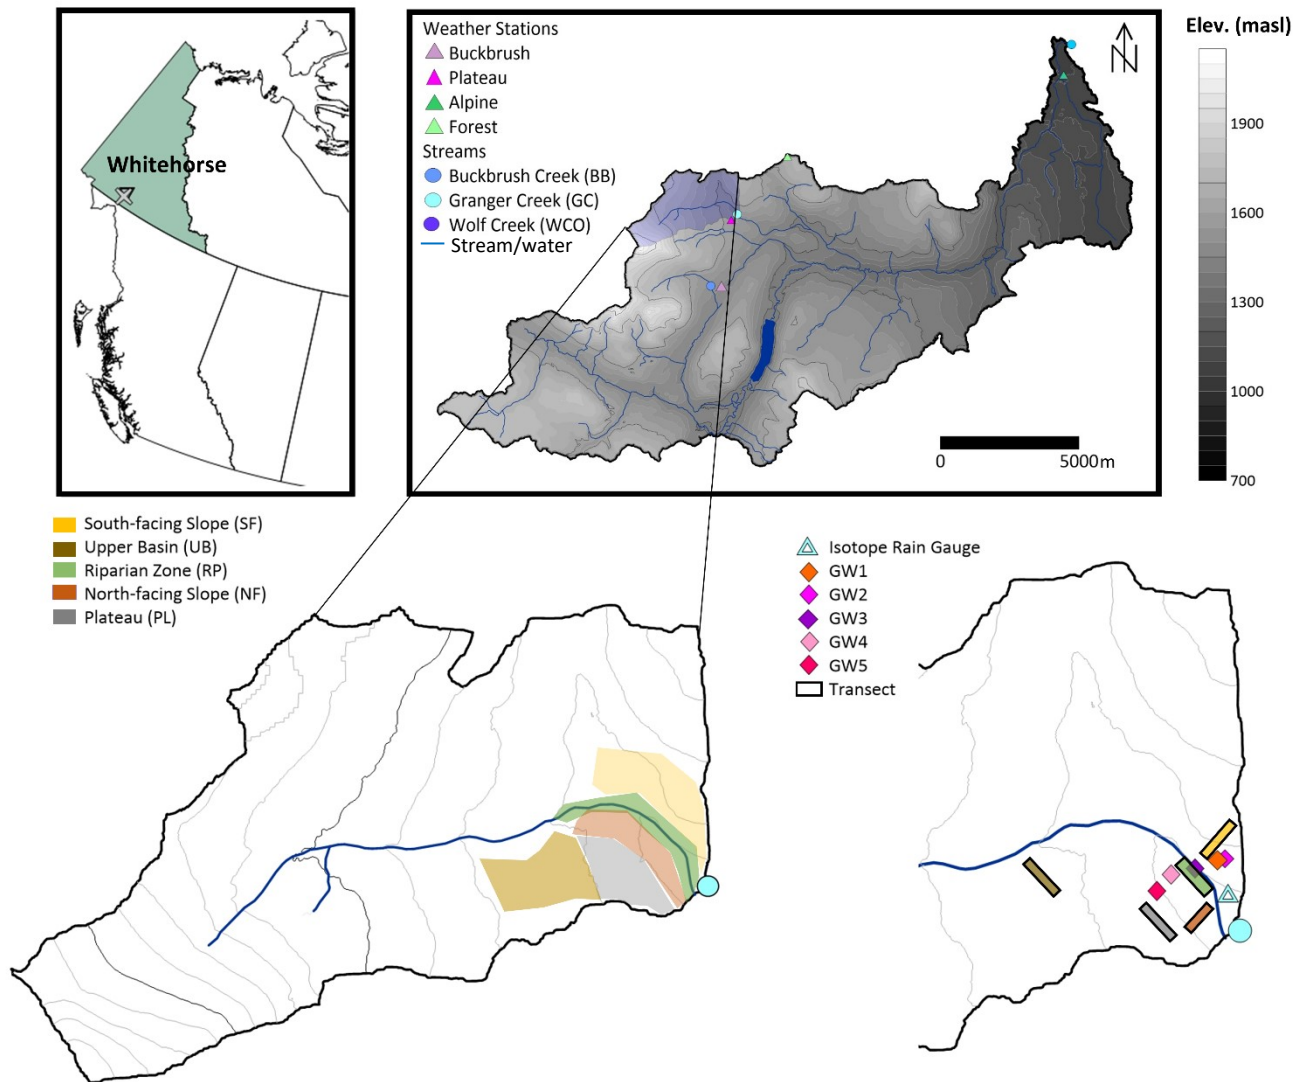 Whitehorse
Weather Stations
Buckbrush
Plateau
Alpine
Forest
Streams
Buckbrush Creek (BB)
Granger Creek (GC)
Wolf Creek (WCO)
Stream/water
N
0 5000m
Elev. (masl)
1900
1600
1300
1000
700
South-facing Slope (SF)
Upper Basin (UB)
Riparian Zone (RP)
North-facing Slope (NF)
Plateau (PL)
Isotope Rain Gauge
GW1
GW2
GW3
GW4
GW5
Transect